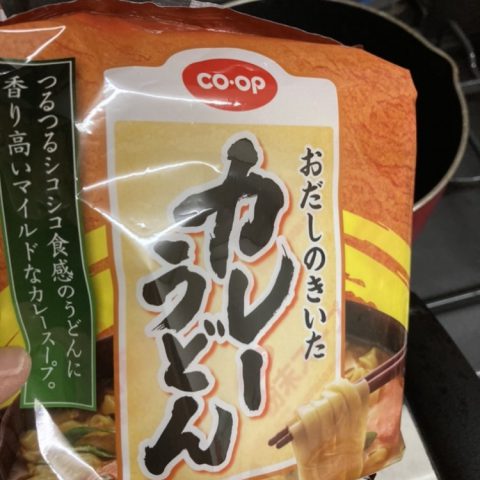 CO・OP
おだしのきいた
カレー
うどん
つるつるシコシコ食感のうどんに
香り高いマイルドなカレースープ。